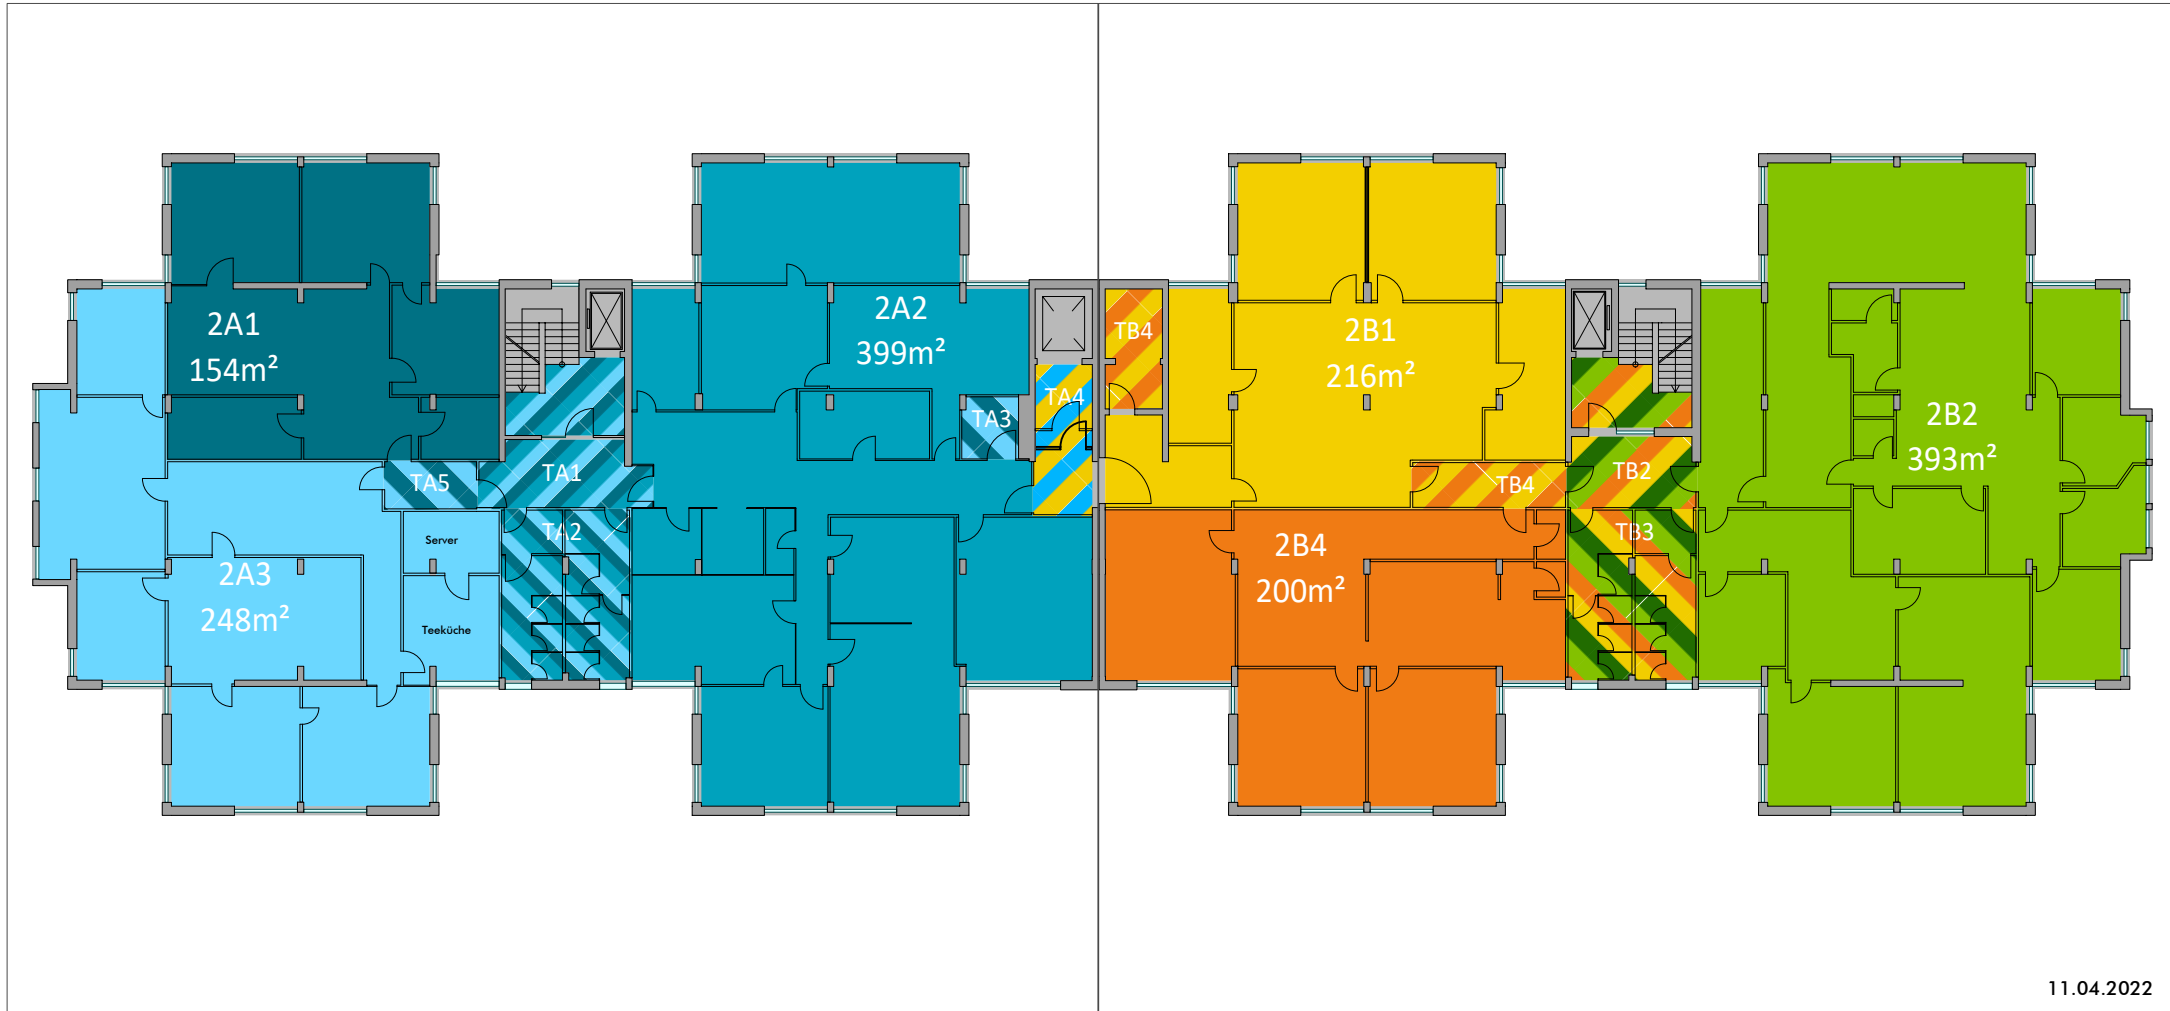 2A1
154m²
2A2
399m²
TA3
TA4
TA5
TA1
TA2
Server
2A3
248m²
Teeküche
TB4
2B1
216m²
2B2
393m²
TB2
TB4
TB3
2B4
200m²
11.04.2022